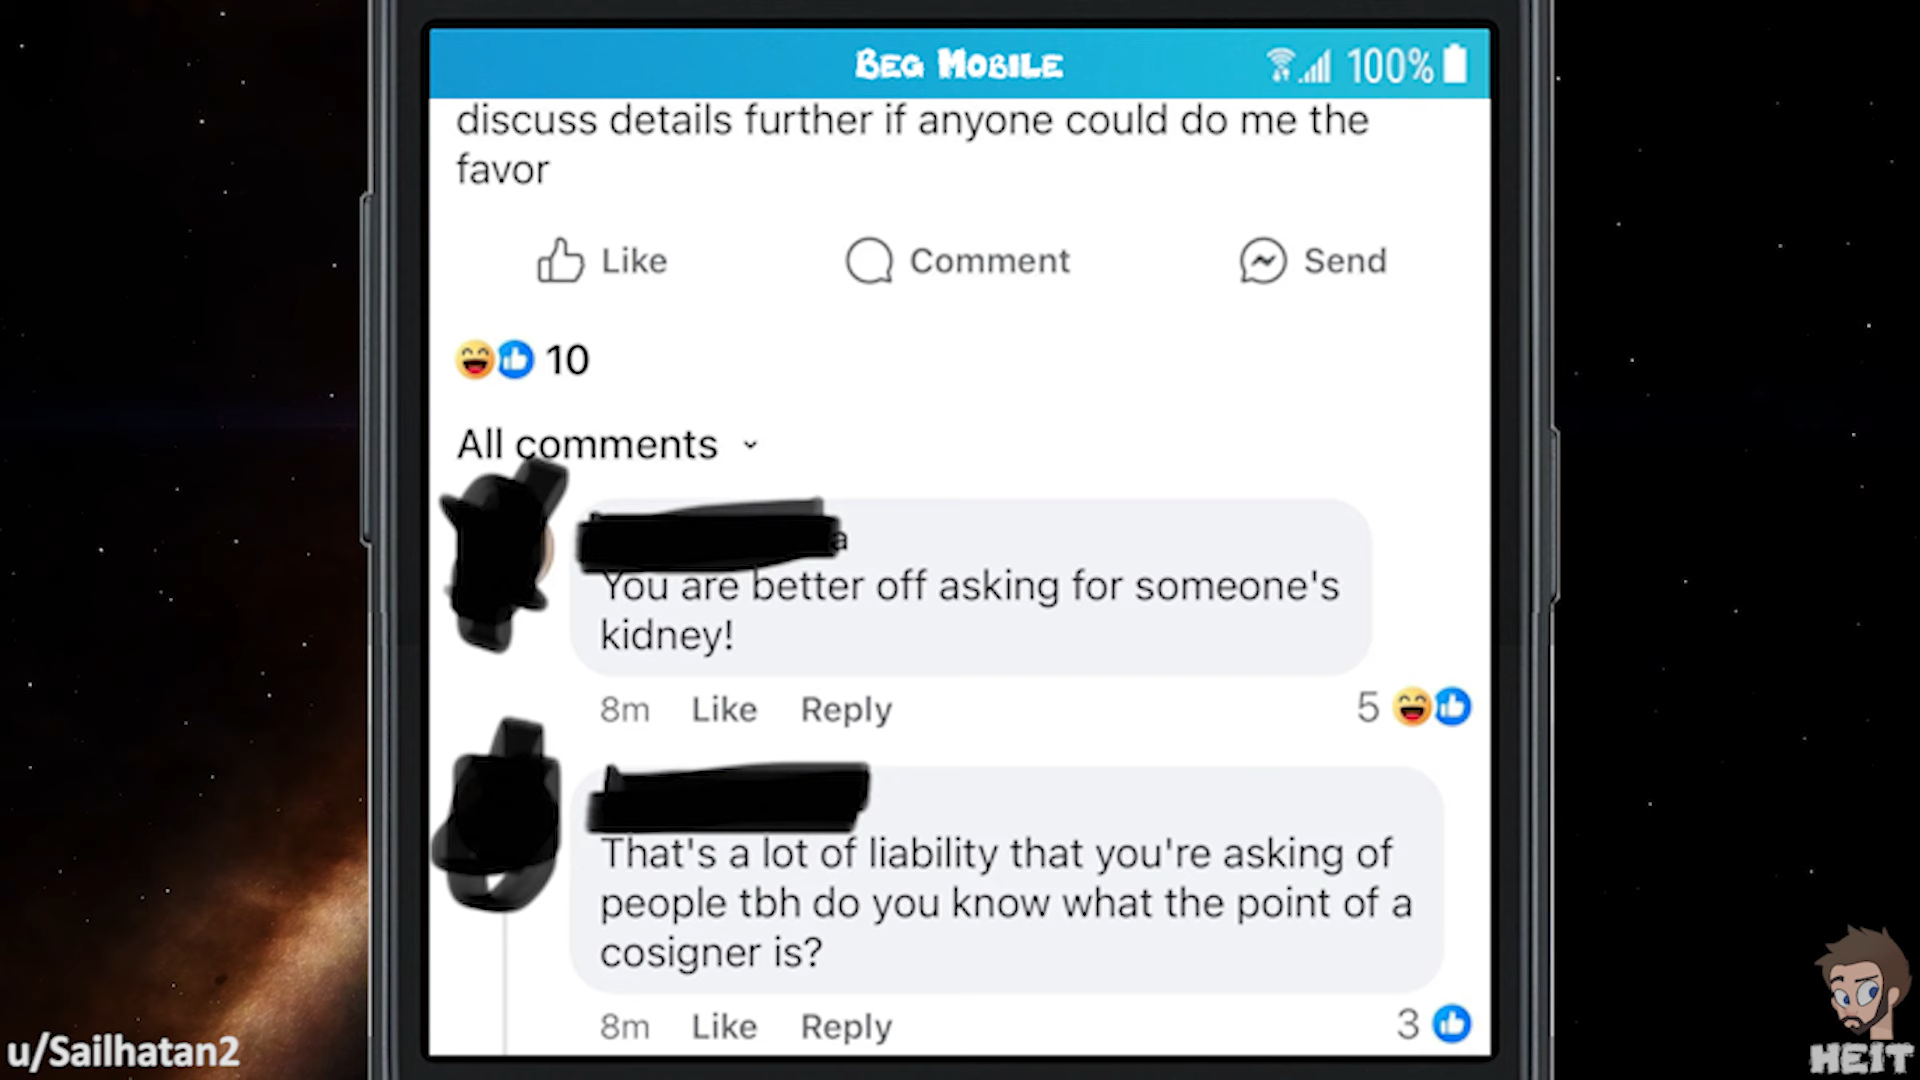 BEG MOBILE
100%
discuss details further if anyone could do me the
favor
Like
Comment
Send
10
All comments
You are better off asking for someone's
kidney!
8m Like Reply
5
That's a lot of liability that you're asking of
people tbh do you know what the point of a
cosigner is?
8m Like Reply
3
u/Sailhatan2
HEIT